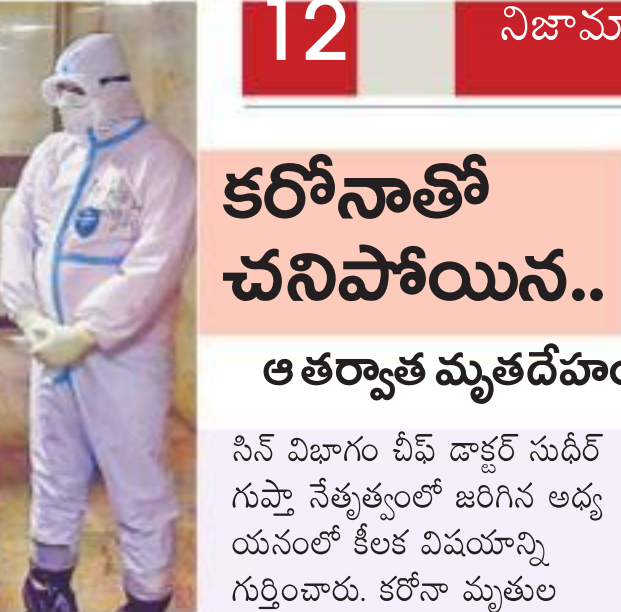 12
నిజామా
కరోనాతో
చనిపోయిన..
ఆ తర్వాత మృతదేహం
సిన్ విభాగం చీఫ్ డాక్టర్ సుధీర్
గుప్తా నేతృత్వంలో జరిగిన అధ్య
యనంలో కీలక విషయాన్ని
గుర్తించారు. కరోనా మృతుల